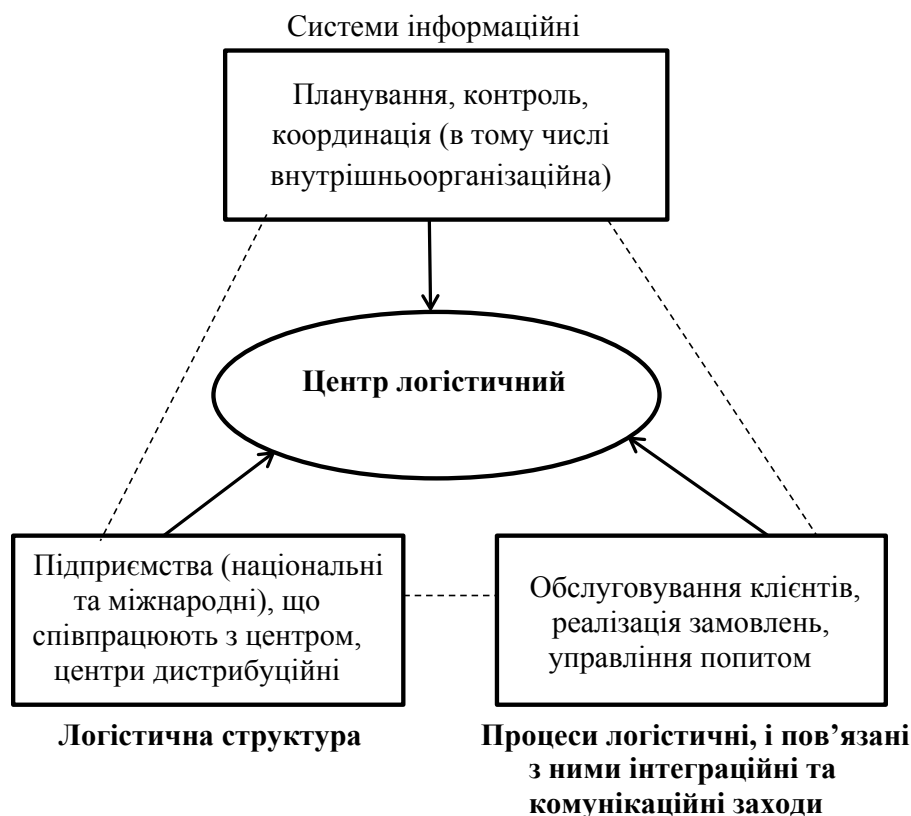 Системи інформаційні
Планування, контроль,
координація (в тому числі
внутрішньоорганізаційна)
Центр логістичний
Підприємства (національні
та міжнародні), що
співпрацюють з центром,
центри дистрибуційні
Обслуговування клієнтів,
реалізація замовлень,
управління попитом
Логістична структура
Процеси логістичні, і пов’язані
з ними інтеграційні та
комунікаційні заходи